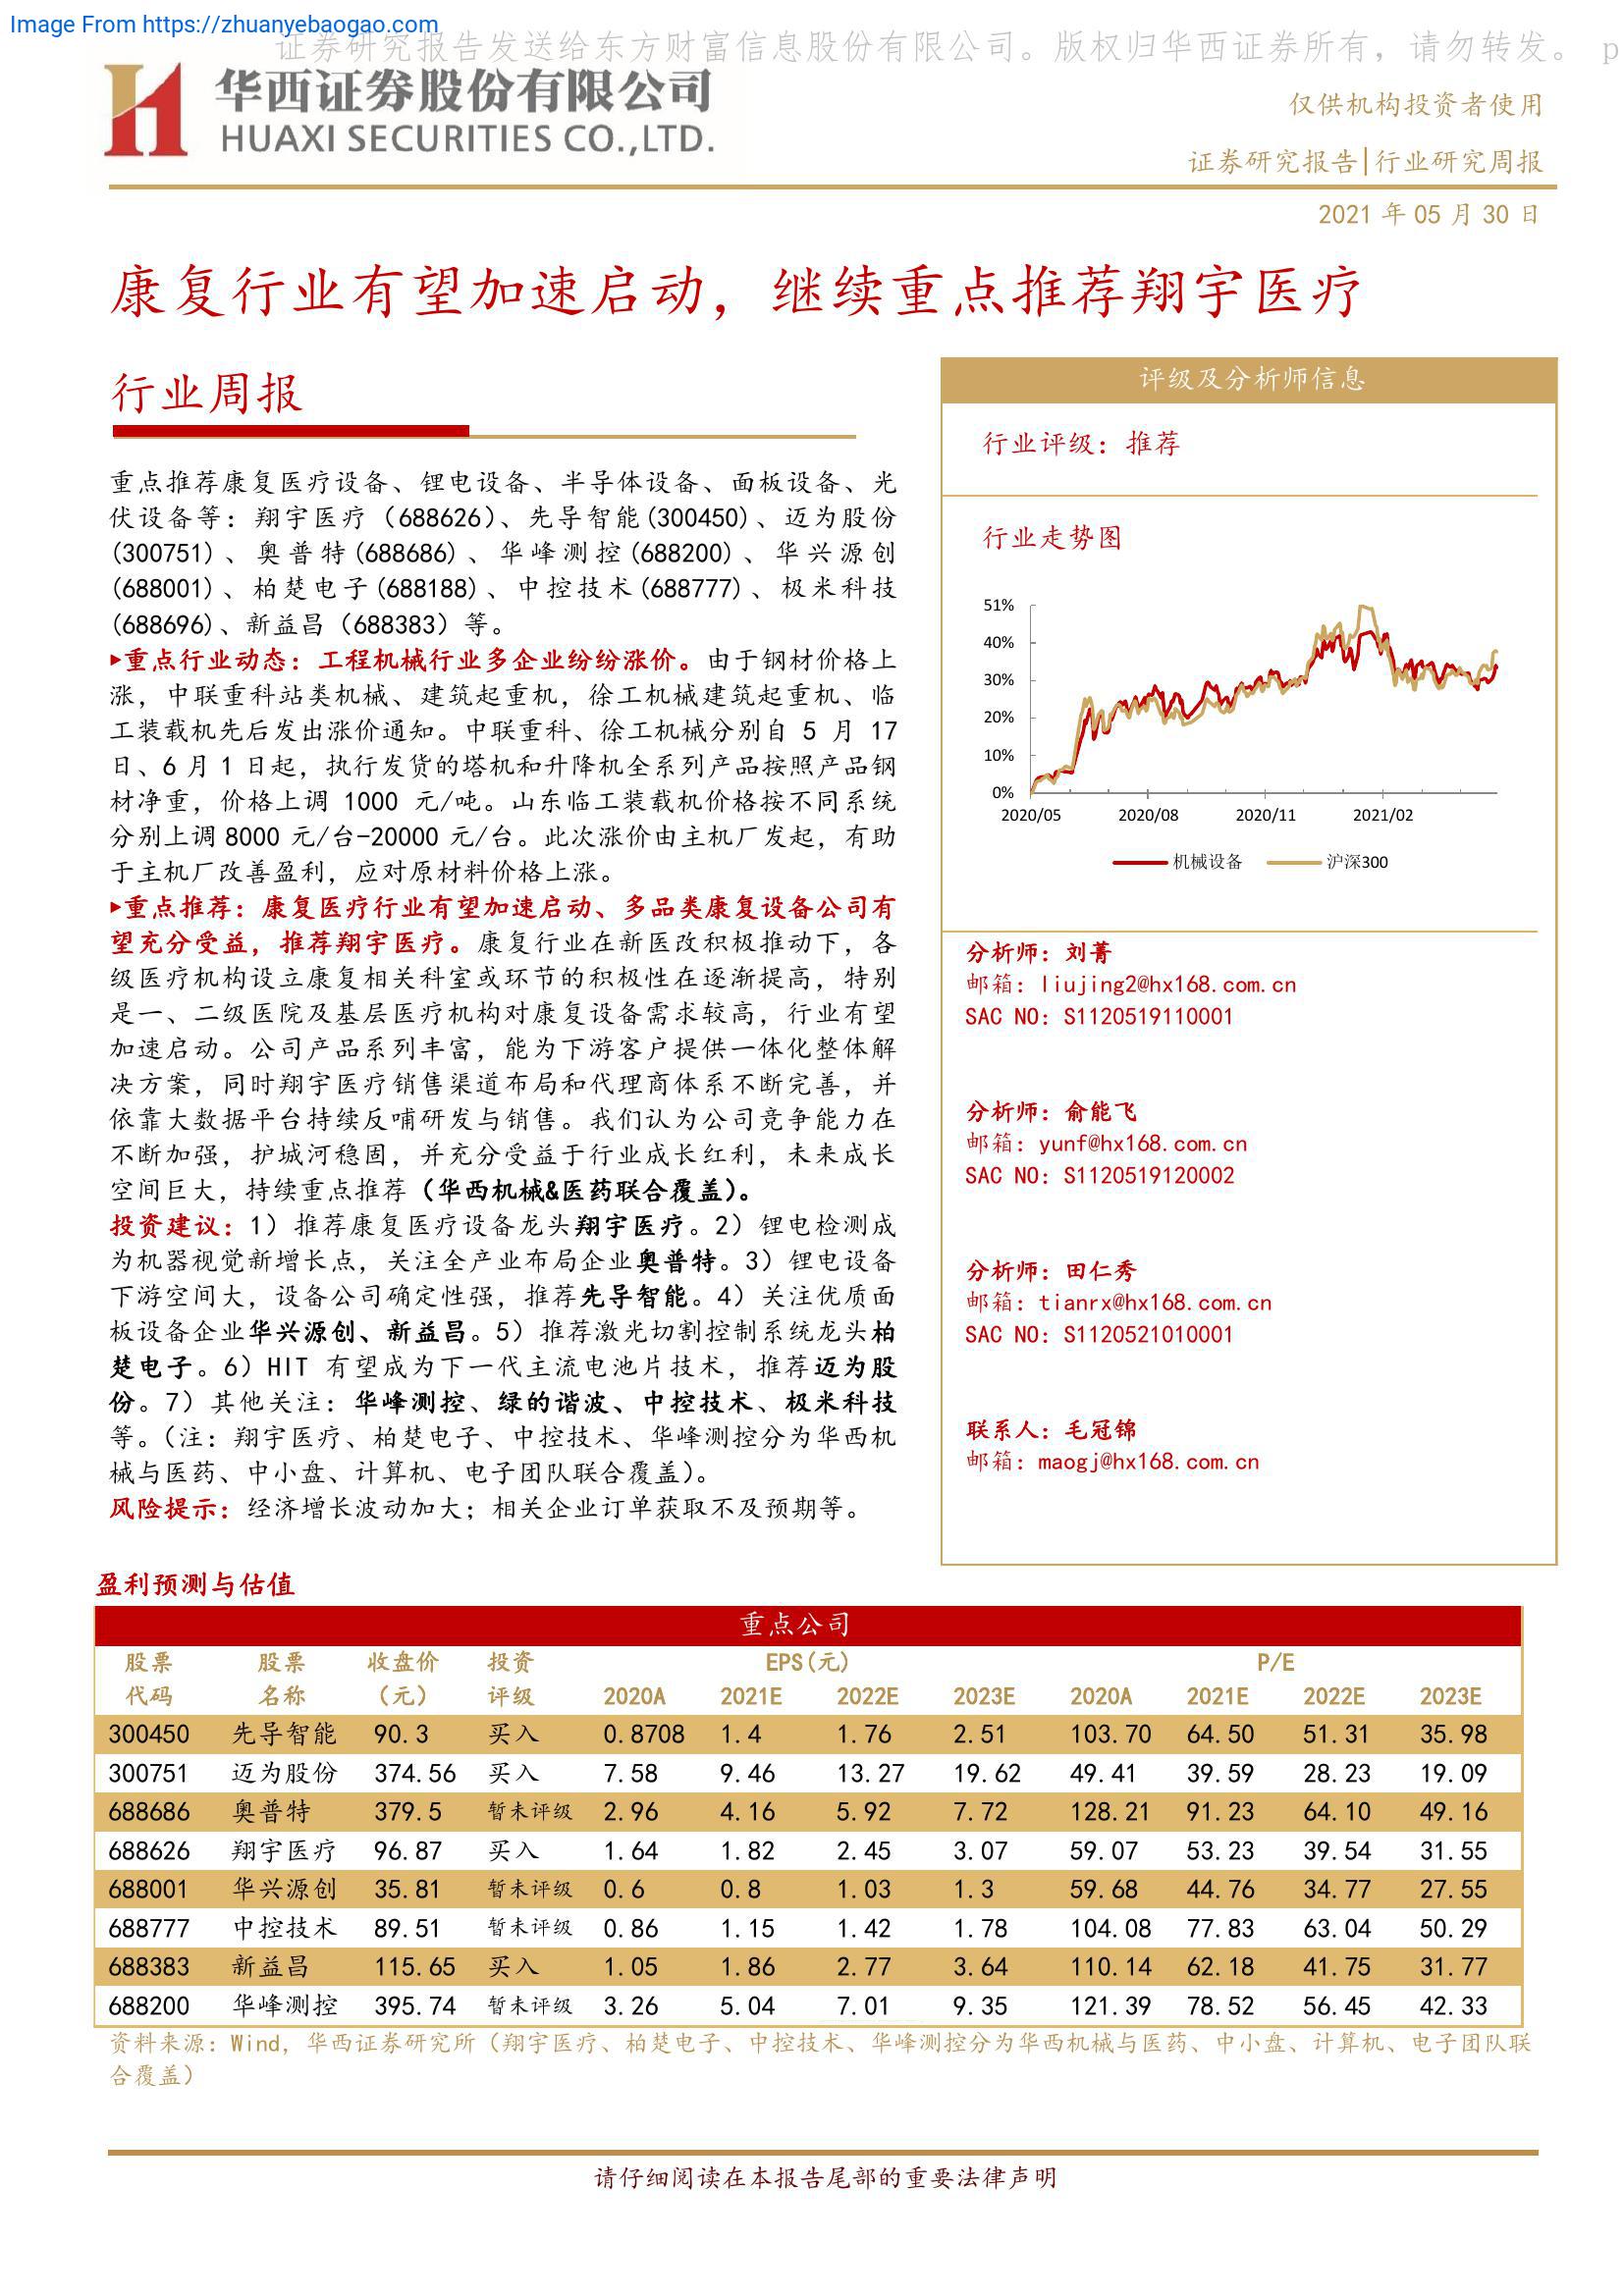 Image From https://zhuanyebaogao.com
证券研究报告发送给东方财富信息股份有限公司。版权归华西证券所有，请勿转发。 p
华西证券股份有限公司
HUAXI SECURITIES CO.,LTD.
仅供机构投资者使用
证券研究报告|行业研究周报
2021 年 05 月 30 日
康复行业有望加速启动，继续重点推荐翔宇医疗
行业周报
重点推荐康复医疗设备、锂电设备、半导体设备、面板设备、光
伏设备等：翔宇医疗（688626）、先导智能(300450)、迈为股份
(300751)、奥普特(688686)、华峰测控(688200)、华兴源创
(688001)、柏楚电子(688188)、中控技术(688777)、极米科技
(688696)、新益昌（688383）等。
▸重点行业动态：工程机械行业多企业纷纷涨价。由于钢材价格上
涨，中联重科站类机械、建筑起重机，徐工机械建筑起重机、临
工装载机先后发出涨价通知。中联重科、徐工机械分别自 5 月 17
日、6 月 1 日起，执行发货的塔机和升降机全系列产品按照产品钢
材净重，价格上调 1000 元/吨。山东临工装载机价格按不同系统
分别上调 8000 元/台-20000 元/台。此次涨价由主机厂发起，有助
于主机厂改善盈利，应对原材料价格上涨。
▸重点推荐：康复医疗行业有望加速启动、多品类康复设备公司有
望充分受益，推荐翔宇医疗。康复行业在新医改积极推动下，各
级医疗机构设立康复相关科室或环节的积极性在逐渐提高，特别
是一、二级医院及基层医疗机构对康复设备需求较高，行业有望
加速启动。公司产品系列丰富，能为下游客户提供一体化整体解
决方案，同时翔宇医疗销售渠道布局和代理商体系不断完善，并
依靠大数据平台持续反哺研发与销售。我们认为公司竞争能力在
不断加强，护城河稳固，并充分受益于行业成长红利，未来成长
空间巨大，持续重点推荐（华西机械&医药联合覆盖）。
投资建议：1）推荐康复医疗设备龙头翔宇医疗。2）锂电检测成
为机器视觉新增长点，关注全产业布局企业奥普特。3）锂电设备
下游空间大，设备公司确定性强，推荐先导智能。4）关注优质面
板设备企业华兴源创、新益昌。5）推荐激光切割控制系统龙头柏
楚电子。6）HIT 有望成为下一代主流电池片技术，推荐迈为股
份。7）其他关注：华峰测控、绿的谐波、中控技术、极米科技
等。（注：翔宇医疗、柏楚电子、中控技术、华峰测控分为华西机
械与医药、中小盘、计算机、电子团队联合覆盖）。
风险提示：经济增长波动加大；相关企业订单获取不及预期等。
评级及分析师信息
行业评级：推荐
行业走势图
51%
40%
30%
20%
10%
0%
2020/05 2020/08 2020/11 2021/02
机械设备 沪深300
分析师：刘菁
邮箱：liujing2@hx168.com.cn
SAC NO：S1120519110001
分析师：俞能飞
邮箱：yunf@hx168.com.cn
SAC NO：S1120519120002
分析师：田仁秀
邮箱：tianrx@hx168.com.cn
SAC NO：S1120521010001
联系人：毛冠锦
邮箱：maogj@hx168.com.cn
盈利预测与估值
重点公司
股票 股票 收盘价 投资 EPS(元) P/E
代码 名称 （元） 评级 2020A 2021E 2022E 2023E 2020A 2021E 2022E 2023E
300450 先导智能 90.3 买入 0.8708 1.4 1.76 2.51 103.70 64.50 51.31 35.98
300751 迈为股份 374.56 买入 7.58 9.46 13.27 19.62 49.41 39.59 28.23 19.09
688686 奥普特 379.5 暂未评级 2.96 4.16 5.92 7.72 128.21 91.23 64.10 49.16
688626 翔宇医疗 96.87 买入 1.64 1.82 2.45 3.07 59.07 53.23 39.54 31.55
688001 华兴源创 35.81 暂未评级 0.6 0.8 1.03 1.3 59.68 44.76 34.77 27.55
688777 中控技术 89.51 暂未评级 0.86 1.15 1.42 1.78 104.08 77.83 63.04 50.29
688383 新益昌 115.65 买入 1.05 1.86 2.77 3.64 110.14 62.18 41.75 31.77
688200 华峰测控 395.74 暂未评级 3.26 5.04 7.01 9.35 121.39 78.52 56.45 42.33
资料来源：Wind，华西证券研究所（翔宇医疗、柏楚电子、中控技术、华峰测控分为华西机械与医药、中小盘、计算机、电子团队联
合覆盖）
请仔细阅读在本报告尾部的重要法律声明